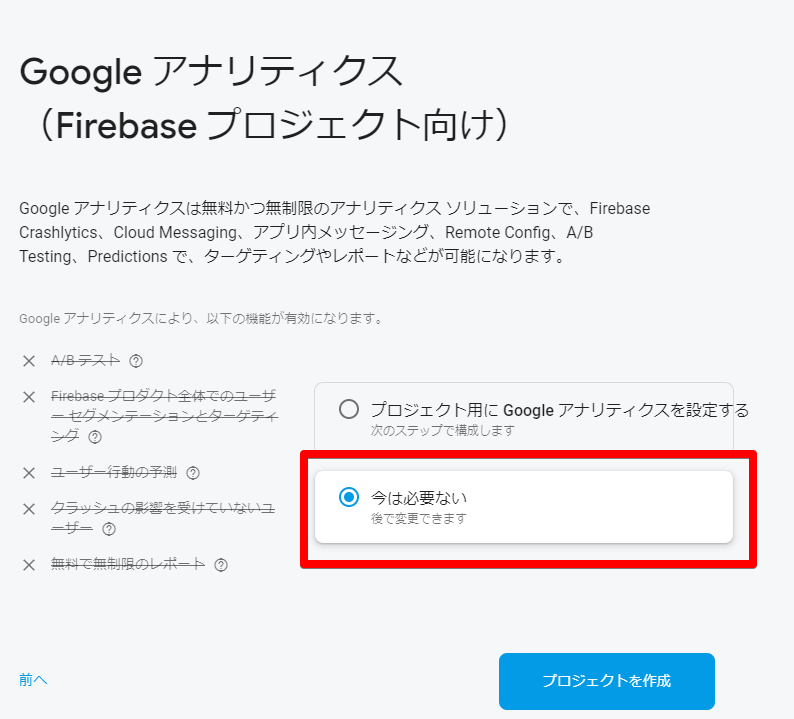 Google アナリティクス
（Firebase プロジェクト向け）
Google アナリティクスは無料かつ無制限のアナリティクス ソリューションで、Firebase
Crashlytics、Cloud Messaging、アプリ内メッセージング、Remote Config、A/B
Testing、Predictions で、ターゲティングやレポートなどが可能になります。
Google アナリティクスにより、以下の機能が有効になります。
A/B テスト
Firebase プロダクト全体でのユーザ
ー セグメンテーションとターゲティ
ング
ユーザー行動の予測
クラッシュの影響を受けていないユ
ーザー
無料で無制限のレポート
プロジェクト用に Google アナリティクスを設定する
次のステップで構成します
今は必要ない
後で変更できます
前へ
プロジェクトを作成